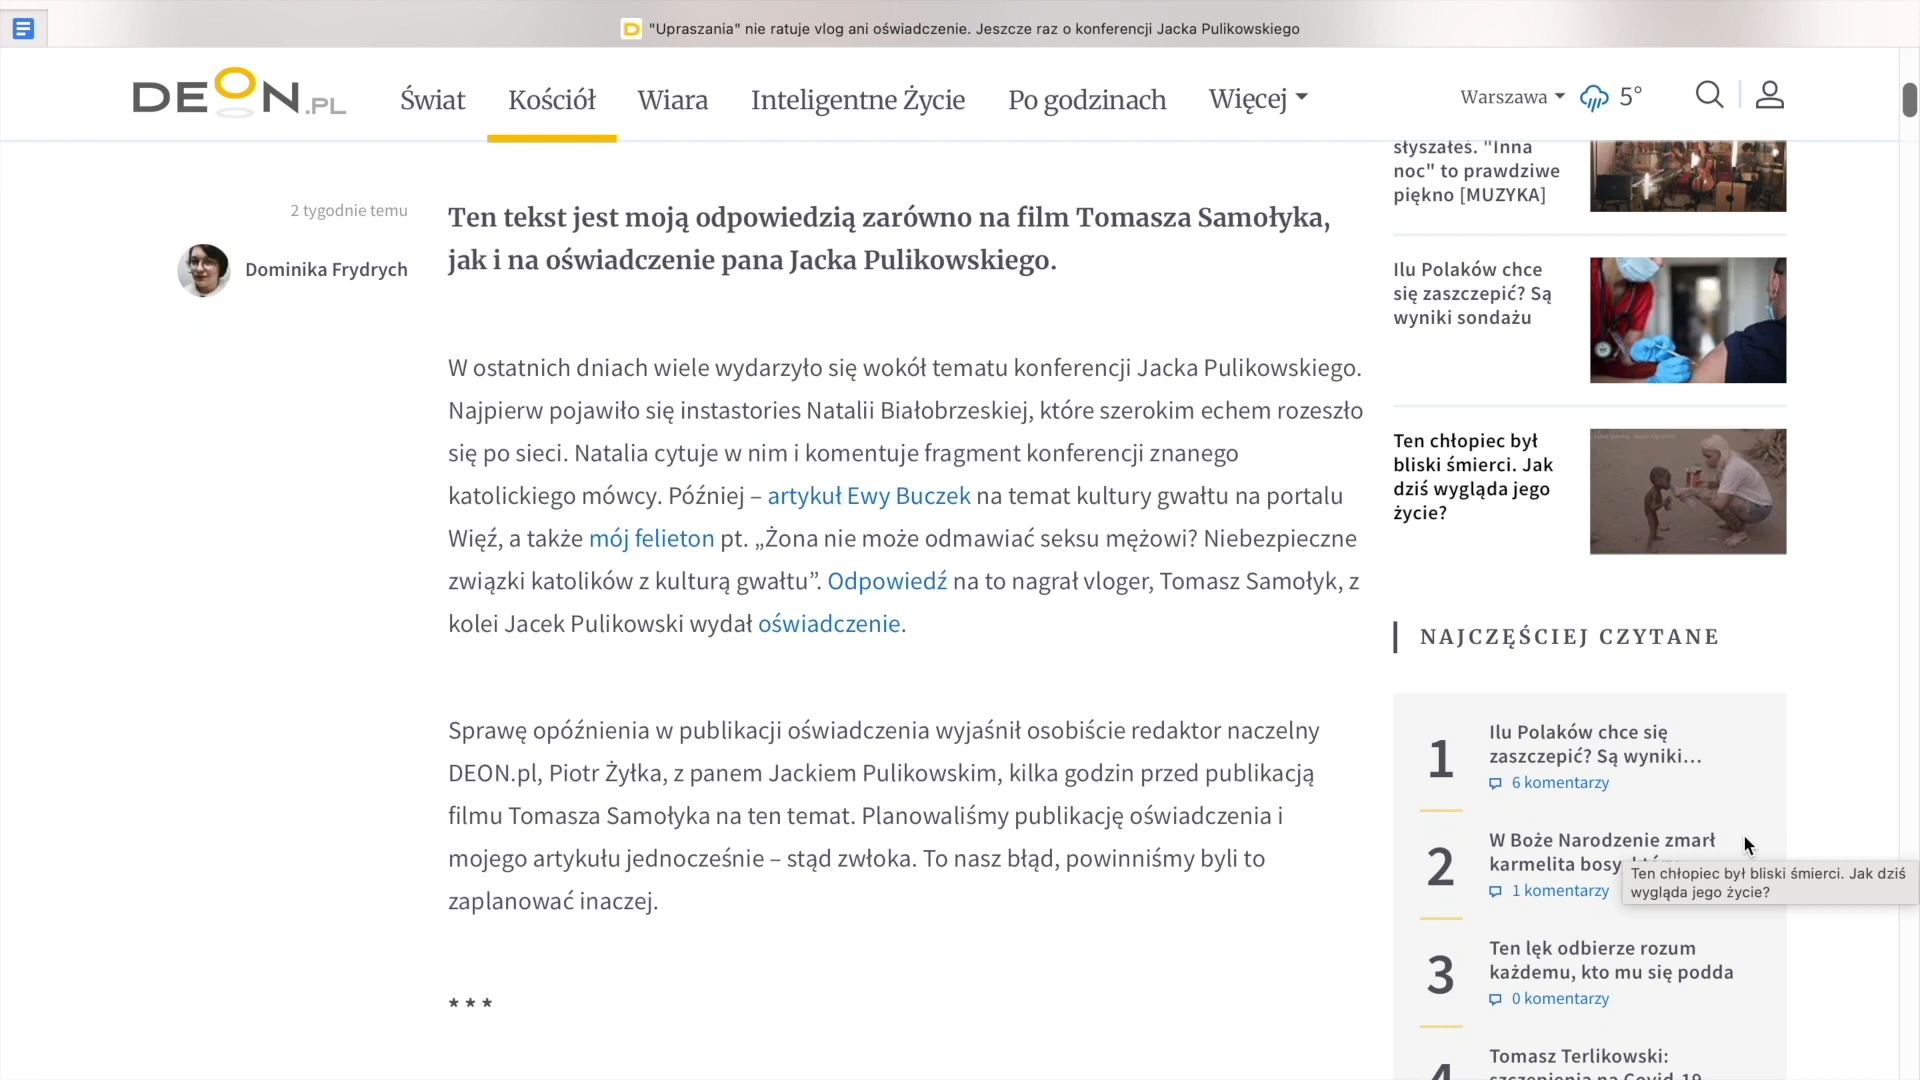 "Upraszania" nie ratuje vlog ani oświadczenie. Jeszcze raz o konferencji Jacka Pulikowskiego
DEON.PL
Świat
Kościół
Wiara
Inteligentne Życie
Po godzinach
Więcej
Warszawa
5°
2 tygodnie temu
Dominika Frydrych
Ten tekst jest moją odpowiedzią zarówno na film Tomasza Samołyka,
jak i na oświadczenie pana Jacka Pulikowskiego.
W ostatnich dniach wiele wydarzyło się wokół tematu konferencji Jacka Pulikowskiego.
Najpierw pojawiło się instastories Natalii Białobrzeskiej, które szerokim echem rozeszło
się po sieci. Natalia cytuje w nim i komentuje fragment konferencji znanego
katolickiego mówcy. Później – artykuł Ewy Buczek na temat kultury gwałtu na portalu
Więź, a także mój felieton pt. „Żona nie może odmawiać seksu mężowi? Niebezpieczne
związki katolików z kulturą gwałtu”. Odpowiedź na to nagrał vloger, Tomasz Samołyk, z
kolei Jacek Pulikowski wydał oświadczenie.
Sprawę opóźnienia w publikacji oświadczenia wyjaśnił osobiście redaktor naczelny
DEON.pl, Piotr Żyłka, z panem Jackiem Pulikowskim, kilka godzin przed publikacją
filmu Tomasza Samołyka na ten temat. Planowaliśmy publikację oświadczenia i
mojego artykułu jednocześnie – stąd zwłoka. To nasz błąd, powinniśmy byli to
zaplanować inaczej.
* * *
słyszałeś. "Inna
noc" to prawdziwe
piękno [MUZYKA]
Ilu Polaków chce
się zaszczepić? Są
wyniki sondażu
Ten chłopiec był
bliski śmierci. Jak
dziś wygląda jego
życie?
NAJCZĘŚCIEJ CZYTANE
1
Ilu Polaków chce się
zaszczepić? Są wyniki...
6 komentarzy
2
W Boże Narodzenie zmarł
karmelita bosy,
1 komentarzy
Ten chłopiec był bliski śmierci. Jak dziś
wygląda jego życie?
3
Ten lęk odbierze rozum
każdemu, kto mu się podda
0 komentarzy
4
Tomasz Terlikowski:
szczepienia na Covid-19